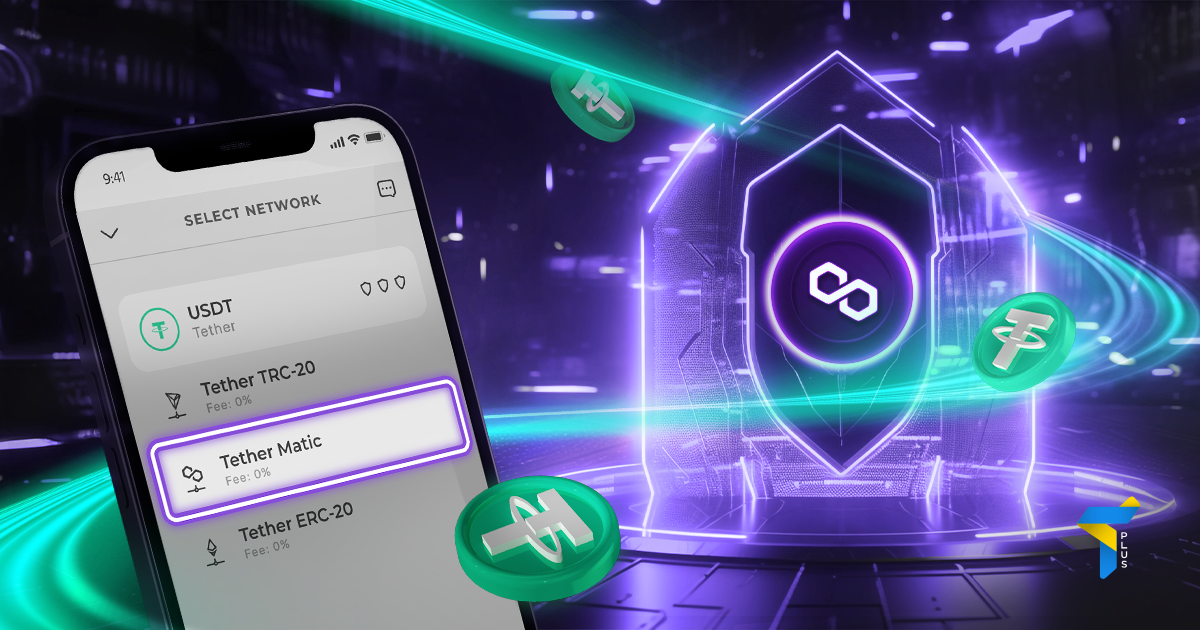 9:41
SELECT NETWORK
USDT
Tether
Tether TRC-20
Fee: 0%
Tether Matic
Fee: 0%
Tether ERC-20
Fee: 0%
PLUS